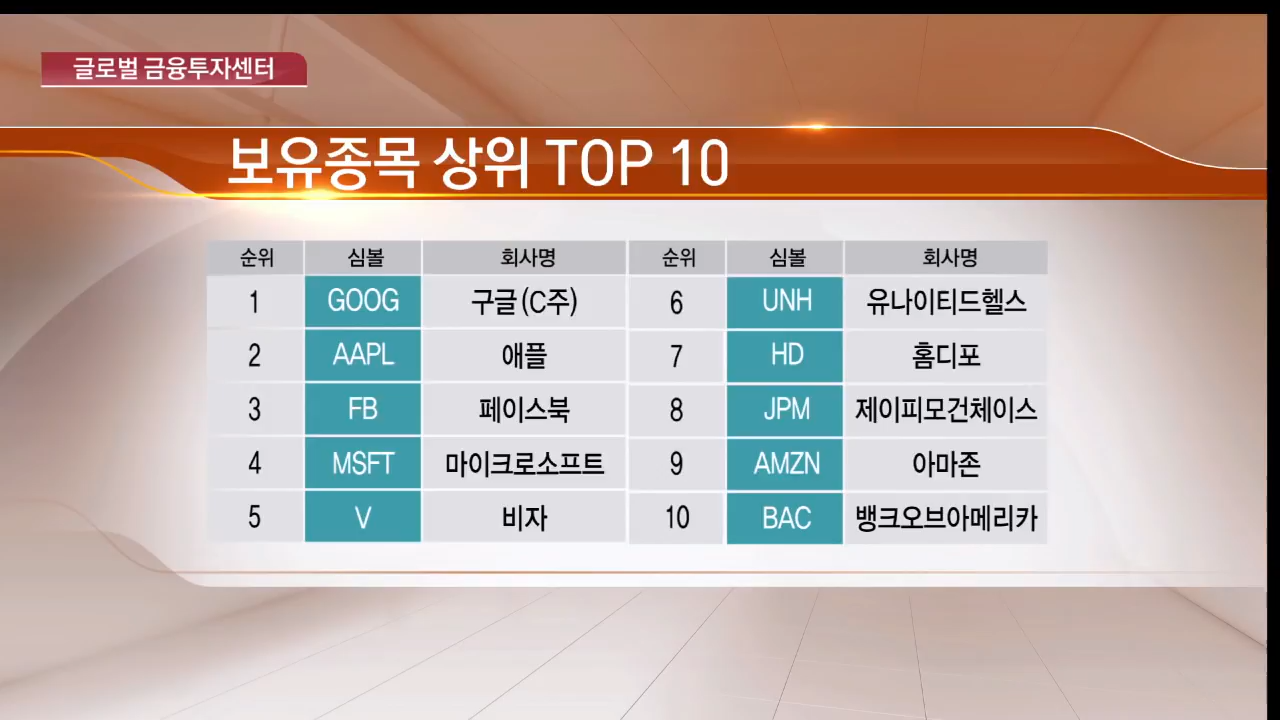 글로벌 금융투자센터
보유종목 상위 TOP 10
순위 심볼 회사명 순위 심볼 회사명
1 GOOG 구글(C주) 6 UNH 유나이티드헬스
2 AAPL 애플 7 HD 홈디포
3 FB 페이스북 8 JPM 제이피모건체이스
4 MSFT 마이크로소프트 9 AMZN 아마존
5 V 비자 10 BAC 뱅크오브아메리카